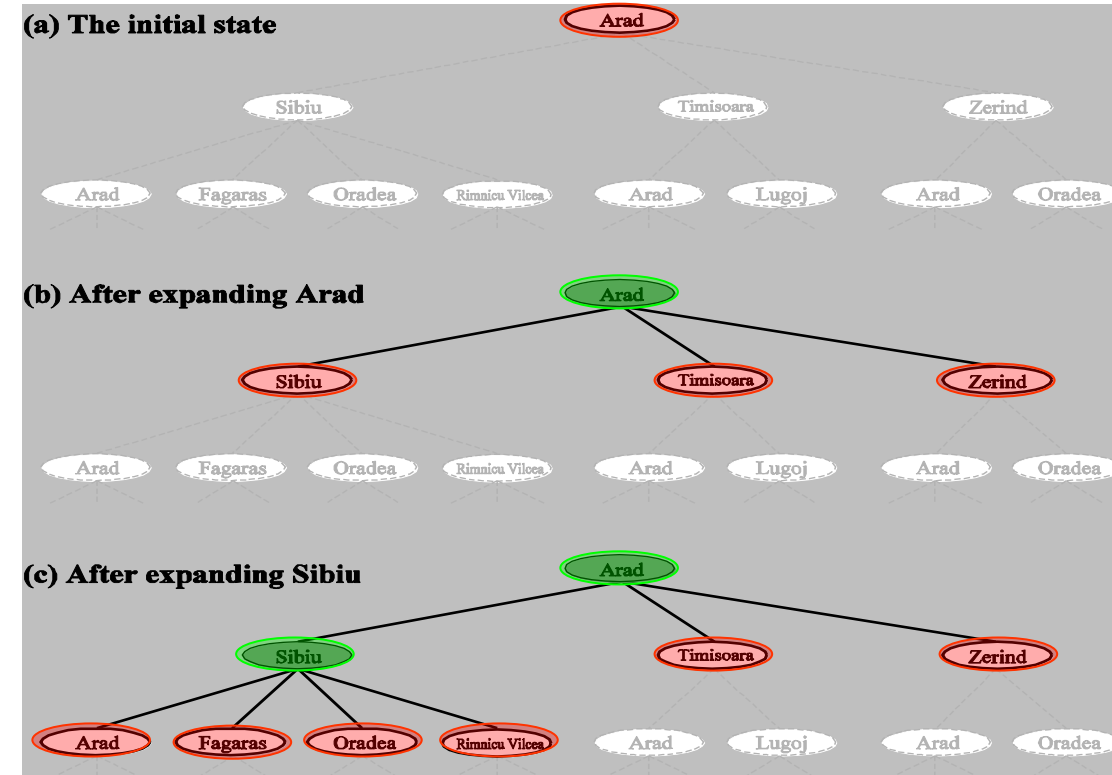 (a) The initial state
Arad
Sibiu Timisoara Zerind
Arad Fagaras Oradea Rimnicu Vilcea Arad Lugoj Arad Oradea
(b) After expanding Arad
Arad
Sibiu Timisoara Zerind
Arad Fagaras Oradea Rimnicu Vilcea Arad Lugoj Arad Oradea
(c) After expanding Sibiu
Arad
Sibiu Timisoara Zerind
Arad Fagaras Oradea Rimnicu Vilcea Arad Lugoj Arad Oradea